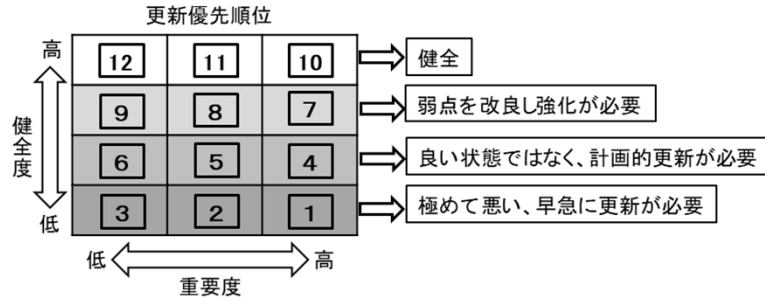 更新優先順位
高
12 11 10
健全
9 8 7
弱点を改良し強化が必要
健全度
6 5 4
良い状態ではなく、計画的更新が必要
3 2 1
極めて悪い、早急に更新が必要
低
低 高
重要度